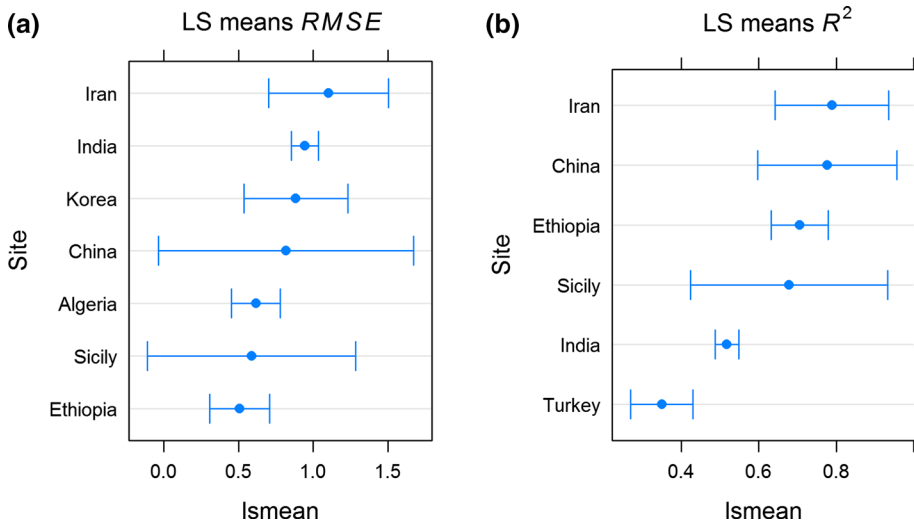 (a) LS means RMSE
Site
Iran
India
Korea
China
Algeria
Sicily
Ethiopia
0.0 0.5 1.0 1.5
lsmean
(b) LS means R²
Site
Iran
China
Ethiopia
Sicily
India
Turkey
0.4 0.6 0.8
lsmean